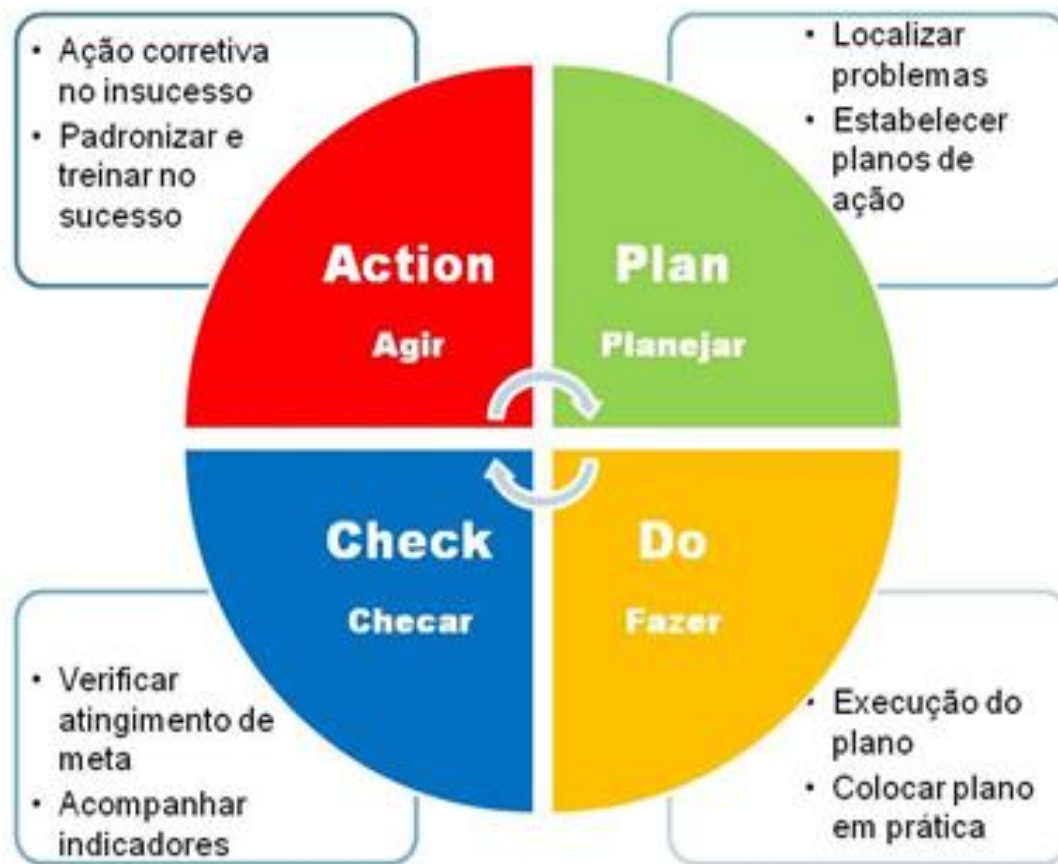 • Ação corretiva
no insucesso
• Padronizar e
treinar no
sucesso
• Localizar
problemas
• Estabelecer
planos de
ação
Action
Agir
Plan
Planejar
Check
Checar
Do
Fazer
• Verificar
atingimento de
meta
• Acompanhar
indicadores
• Execução do
plano
• Colocar plano
em prática